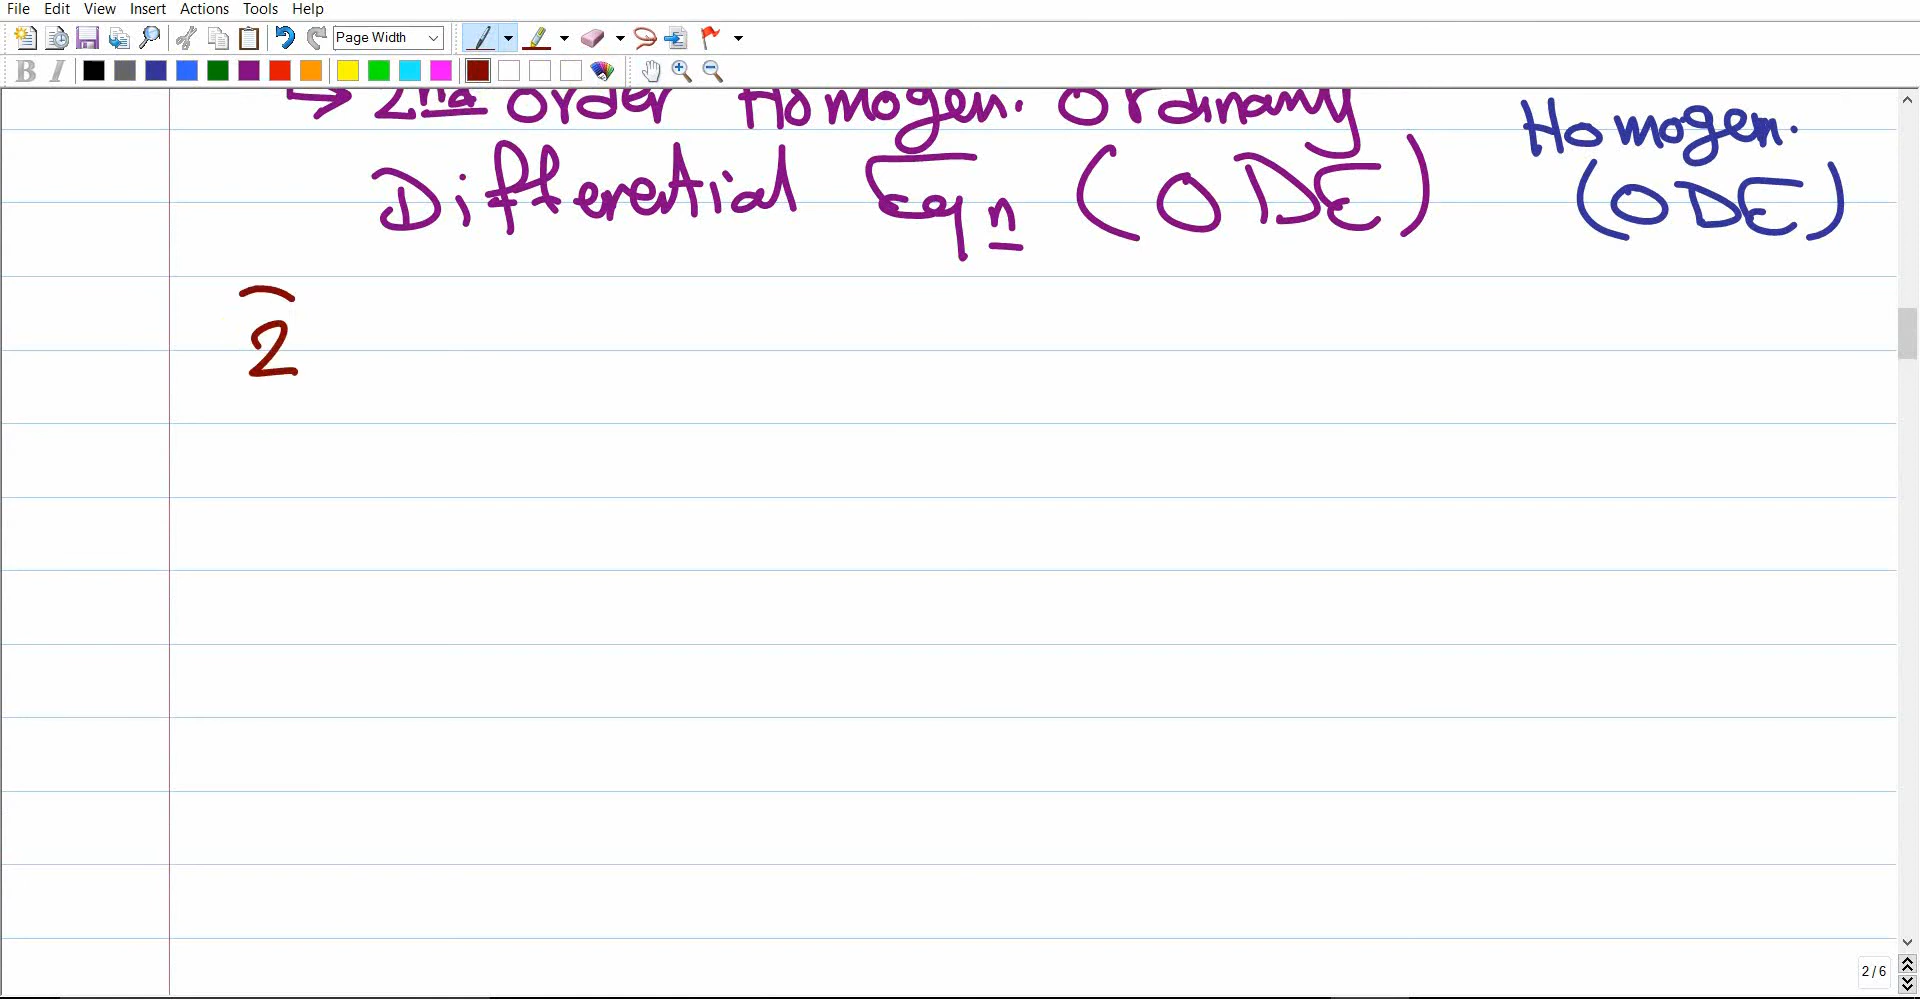 File Edit View Insert Actions Tools Help
Page Width
B I
→ 2nd Order Homogen. Ordinary
Differential Eqn (ODE)
Homogen.
(ODE)
2
2 / 6